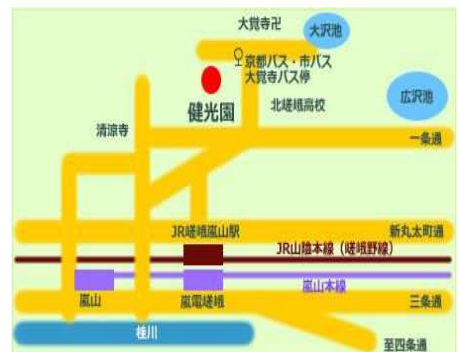 大覚寺卍
大沢池
京都バス・市バス
大覚寺バス停
広沢池
健光園
北嵯峨高校
清涼寺
一条通
JR嵯峨嵐山駅
新丸太町通
JR山陰本線（嵯峨野線）
嵐山本線
嵐山
嵐電嵯峨
三条通
桂川
至四条通